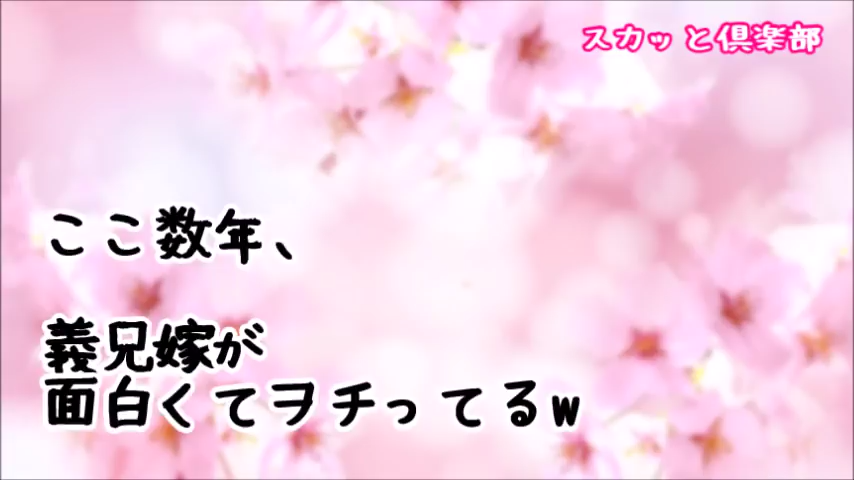 スカッと倶楽部
ここ数年、
義兄嫁が
面白くてヲチってるw